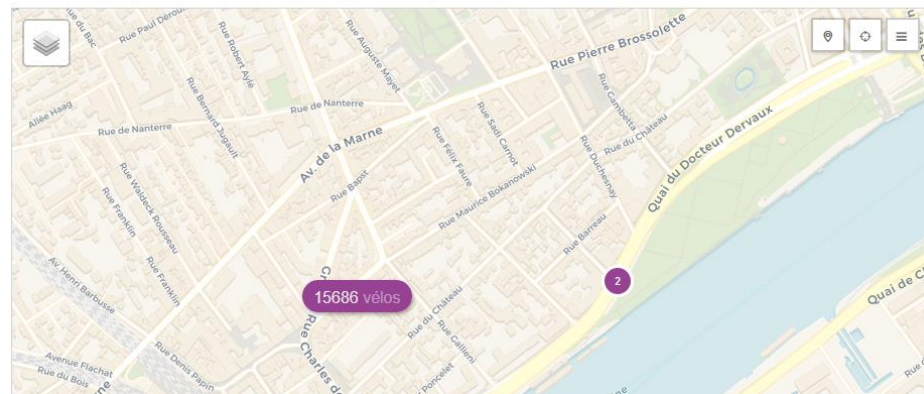 Rue du Bac
Rue Paul Dérou
Rue Robert Aylé
Rue Auguste Mayet
Rue Pierre Brossolette
Allée Haag
Rue de Nanterre
Rue de Nanterre
Rue Bernard Jugault
Av. de la Marne
Rue Sadi Carnot
Rue Gambetta
Rue du Château
Quai du Docteur Dervaux
Rue Félix Faure
Rue Duchesnay
Rue Bapst
Rue Waldeck Rousseau
Rue Franklin
Rue Maurice Bokanowski
Rue Barreau
Av. Henri Barbusse
Rue Franklin
2
15686 vélos
Quai de C
Rue du Château
Rue Gallieni
Rue Charles de
Avenue Flachat
Rue du Bois
Rue Denis Papin
Poncelet